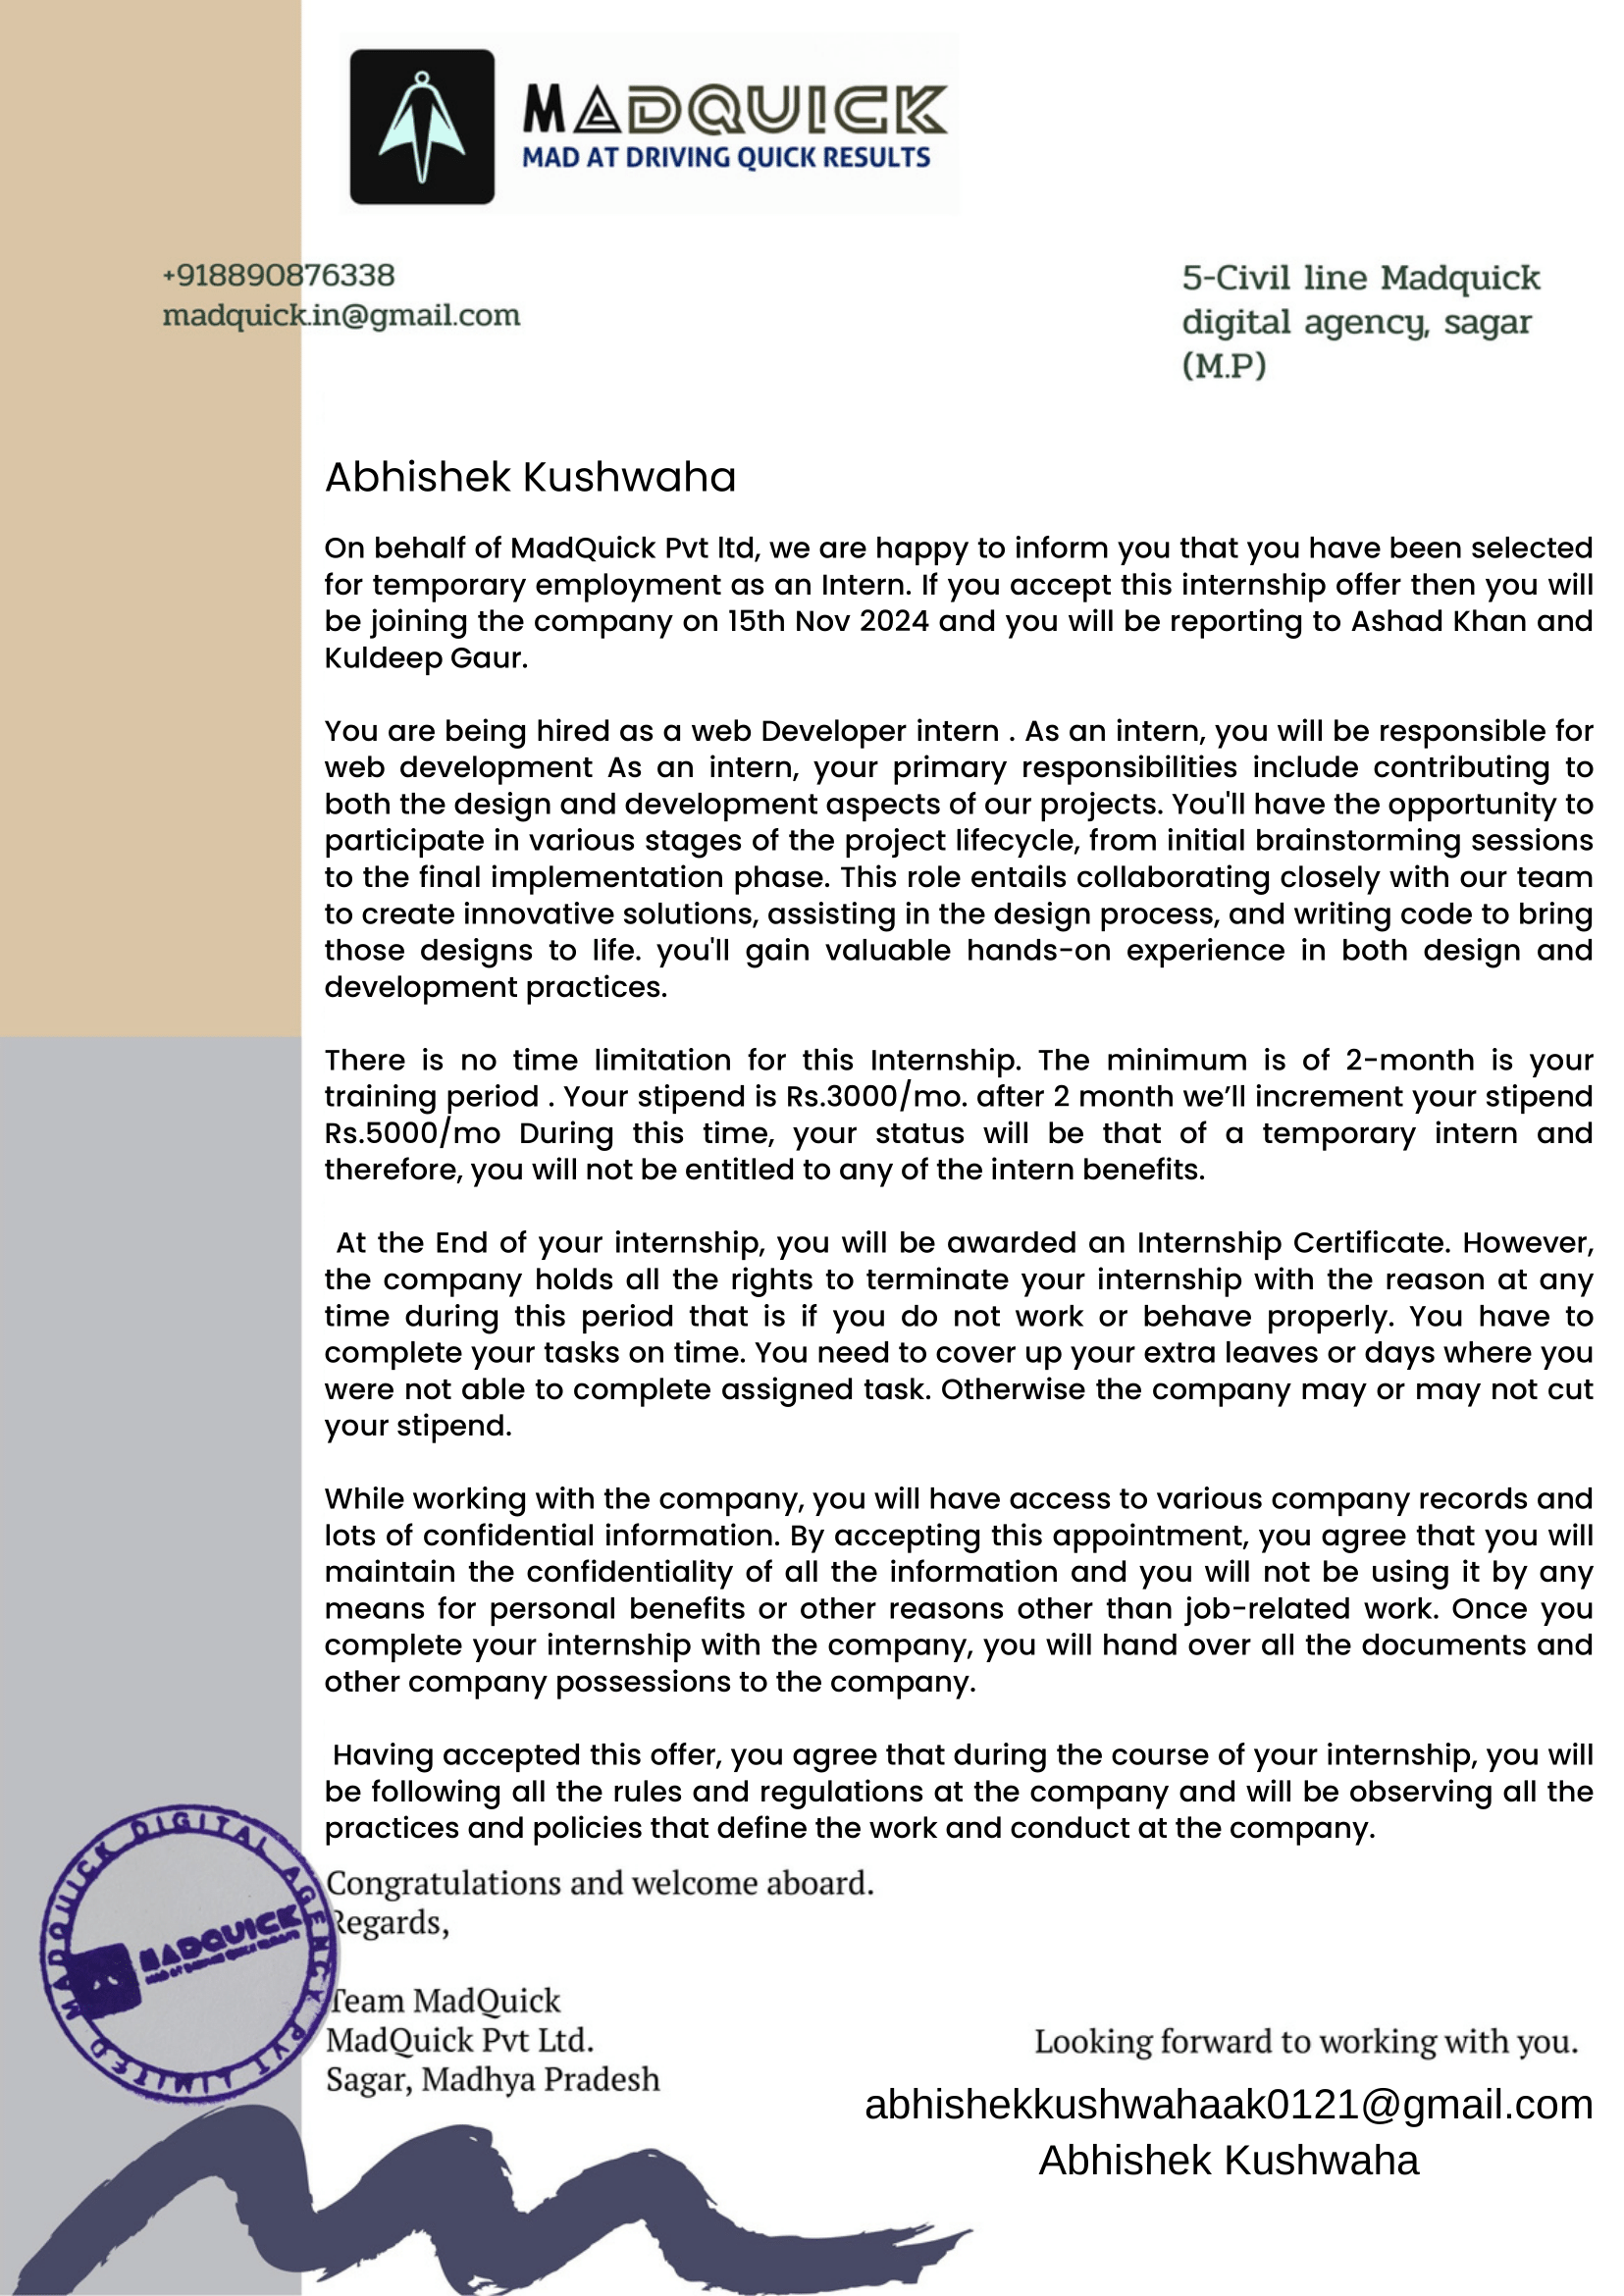 MADQUICK
MAD AT DRIVING QUICK RESULTS
+918890876338
madquick.in@gmail.com
5-Civil line Madquick
digital agency, sagar
(M.P)
Abhishek Kushwaha
On behalf of MadQuick Pvt ltd, we are happy to inform you that you have been selected
for temporary employment as an Intern. If you accept this internship offer then you will
be joining the company on 15th Nov 2024 and you will be reporting to Ashad Khan and
Kuldeep Gaur.
You are being hired as a web Developer intern . As an intern, you will be responsible for
web development As an intern, your primary responsibilities include contributing to
both the design and development aspects of our projects. You'll have the opportunity to
participate in various stages of the project lifecycle, from initial brainstorming sessions
to the final implementation phase. This role entails collaborating closely with our team
to create innovative solutions, assisting in the design process, and writing code to bring
those designs to life. you'll gain valuable hands-on experience in both design and
development practices.
There is no time limitation for this Internship. The minimum is of 2-month is your
training period . Your stipend is Rs.3000/mo. after 2 month we’ll increment your stipend
Rs.5000/mo During this time, your status will be that of a temporary intern and
therefore, you will not be entitled to any of the intern benefits.
At the End of your internship, you will be awarded an Internship Certificate. However,
the company holds all the rights to terminate your internship with the reason at any
time during this period that is if you do not work or behave properly. You have to
complete your tasks on time. You need to cover up your extra leaves or days where you
were not able to complete assigned task. Otherwise the company may or may not cut
your stipend.
While working with the company, you will have access to various company records and
lots of confidential information. By accepting this appointment, you agree that you will
maintain the confidentiality of all the information and you will not be using it by any
means for personal benefits or other reasons other than job-related work. Once you
complete your internship with the company, you will hand over all the documents and
other company possessions to the company.
Having accepted this offer, you agree that during the course of your internship, you will
be following all the rules and regulations at the company and will be observing all the
practices and policies that define the work and conduct at the company.
Congratulations and welcome aboard.
Regards,
MADQUICK DIGITAL AGENCY PVT LIMITED
MADQUICK
MAD AT DRIVING QUICK RESULTS
Team MadQuick
MadQuick Pvt Ltd.
Sagar, Madhya Pradesh
Looking forward to working with you.
abhishekkushwahaak0121@gmail.com
Abhishek Kushwaha